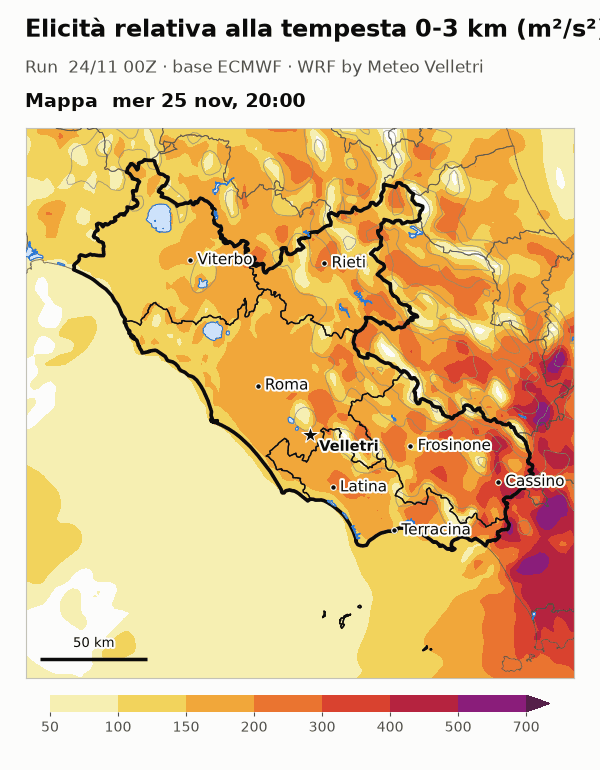 Elicità relativa alla tempesta 0-3 km (m²/s²)
Run 24/11 00Z · base ECMWF · WRF by Meteo Velletri
Mappa mer 25 nov, 20:00
Viterbo
Rieti
Roma
Velletri
Frosinone
Latina
Cassino
Terracina
50 km
50 100 150 200 300 400 500 700